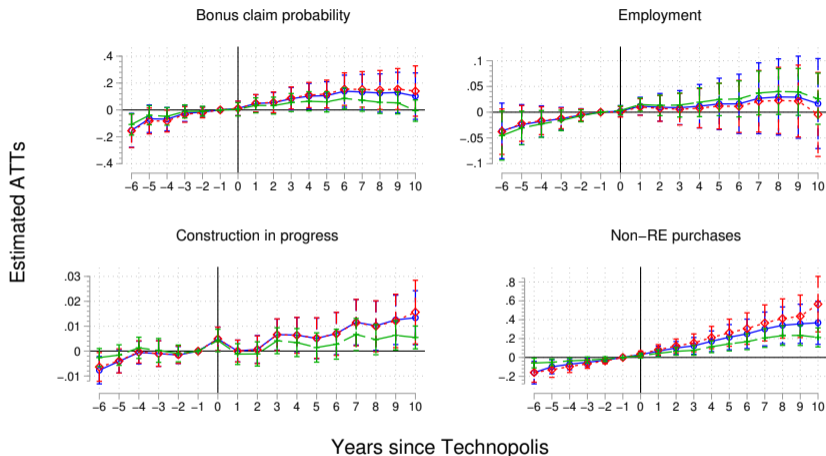 Bonus claim probability
Employment
.4
.2
0
−.2
−.4
−6 −5 −4 −3 −2 −1 0 1 2 3 4 5 6 7 8 9 10
.1
.05
0
−.05
−.1
−6 −5 −4 −3 −2 −1 0 1 2 3 4 5 6 7 8 9 10
Estimated ATTs
Construction in progress
Non−RE purchases
.03
.02
.01
0
−.01
−6 −5 −4 −3 −2 −1 0 1 2 3 4 5 6 7 8 9 10
.8
.6
.4
.2
0
−.2
−6 −5 −4 −3 −2 −1 0 1 2 3 4 5 6 7 8 9 10
Years since Technopolis